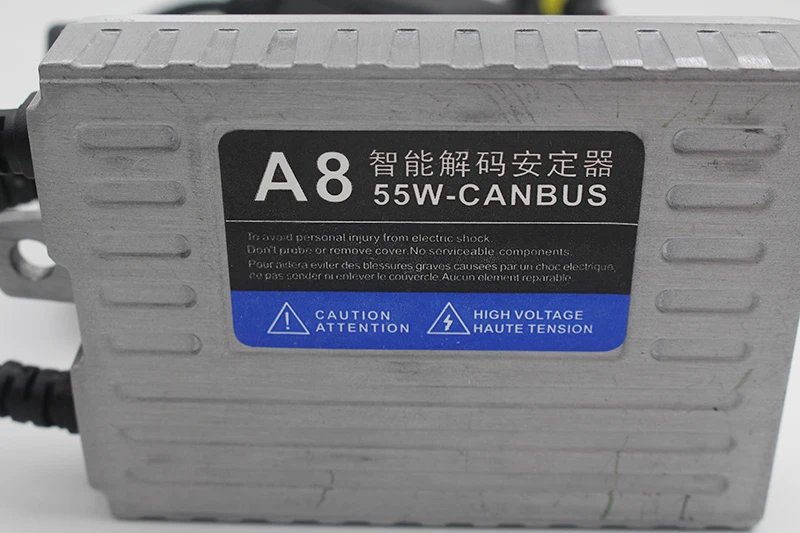 A8 智能解码安定器
55W-CANBUS
To avoid personal injury from electric shock.
Don't probe or remove cover.No serviceable components.
Pour aidera eviter des blessures graves causees par un choc electrique,
ne pas sender ni enlever le couvercle.Aucun element reparable.
CAUTION
ATTENTION
HIGH VOLTAGE
HAUTE TENSION